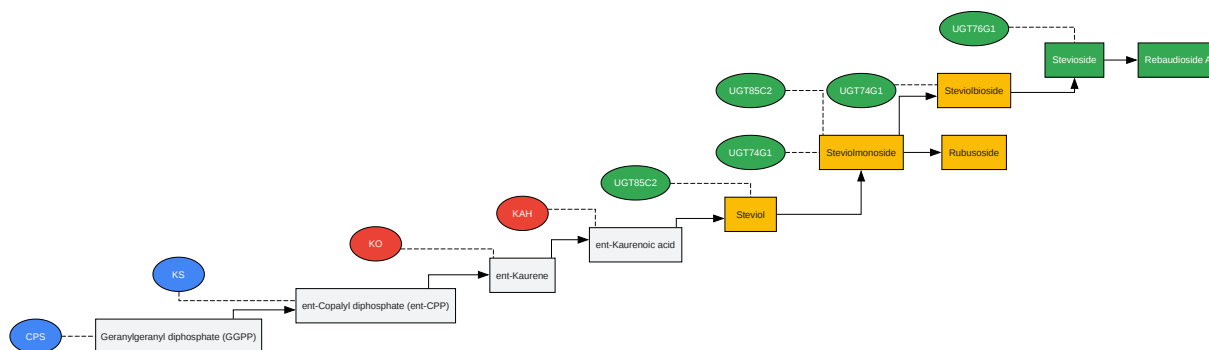 UGT76G1
Stevioside
Rebaudioside A
UGT85C2
UGT74G1
Steviolbioside
UGT74G1
Steviolmonoside
Rubusoside
UGT85C2
Steviol
KAH
KO
ent-Kaurenoic acid
KS
ent-Kaurene
ent-Copalyl diphosphate (ent-CPP)
CPS
Geranylgeranyl diphosphate (GGPP)